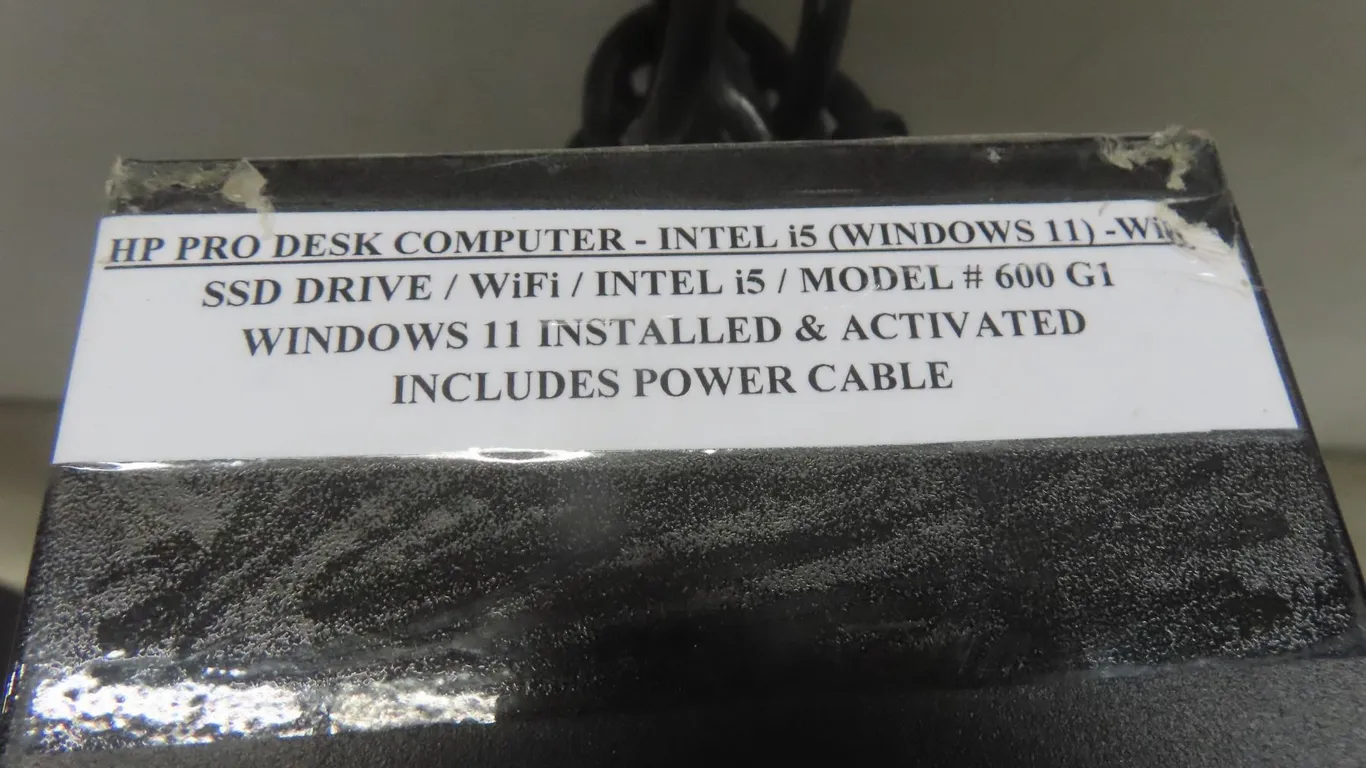 HP PRO DESK COMPUTER - INTEL i5 (WINDOWS 11) -
SSD DRIVE / WiFi / INTEL i5 / MODEL # 600 G1
WINDOWS 11 INSTALLED & ACTIVATED
INCLUDES POWER CABLE